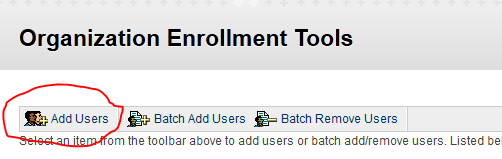 Organization Enrollment Tools
Add Users Batch Add Users Batch Remove Users
Select an item from the toolbar above to add users or batch add/remove users. Listed be